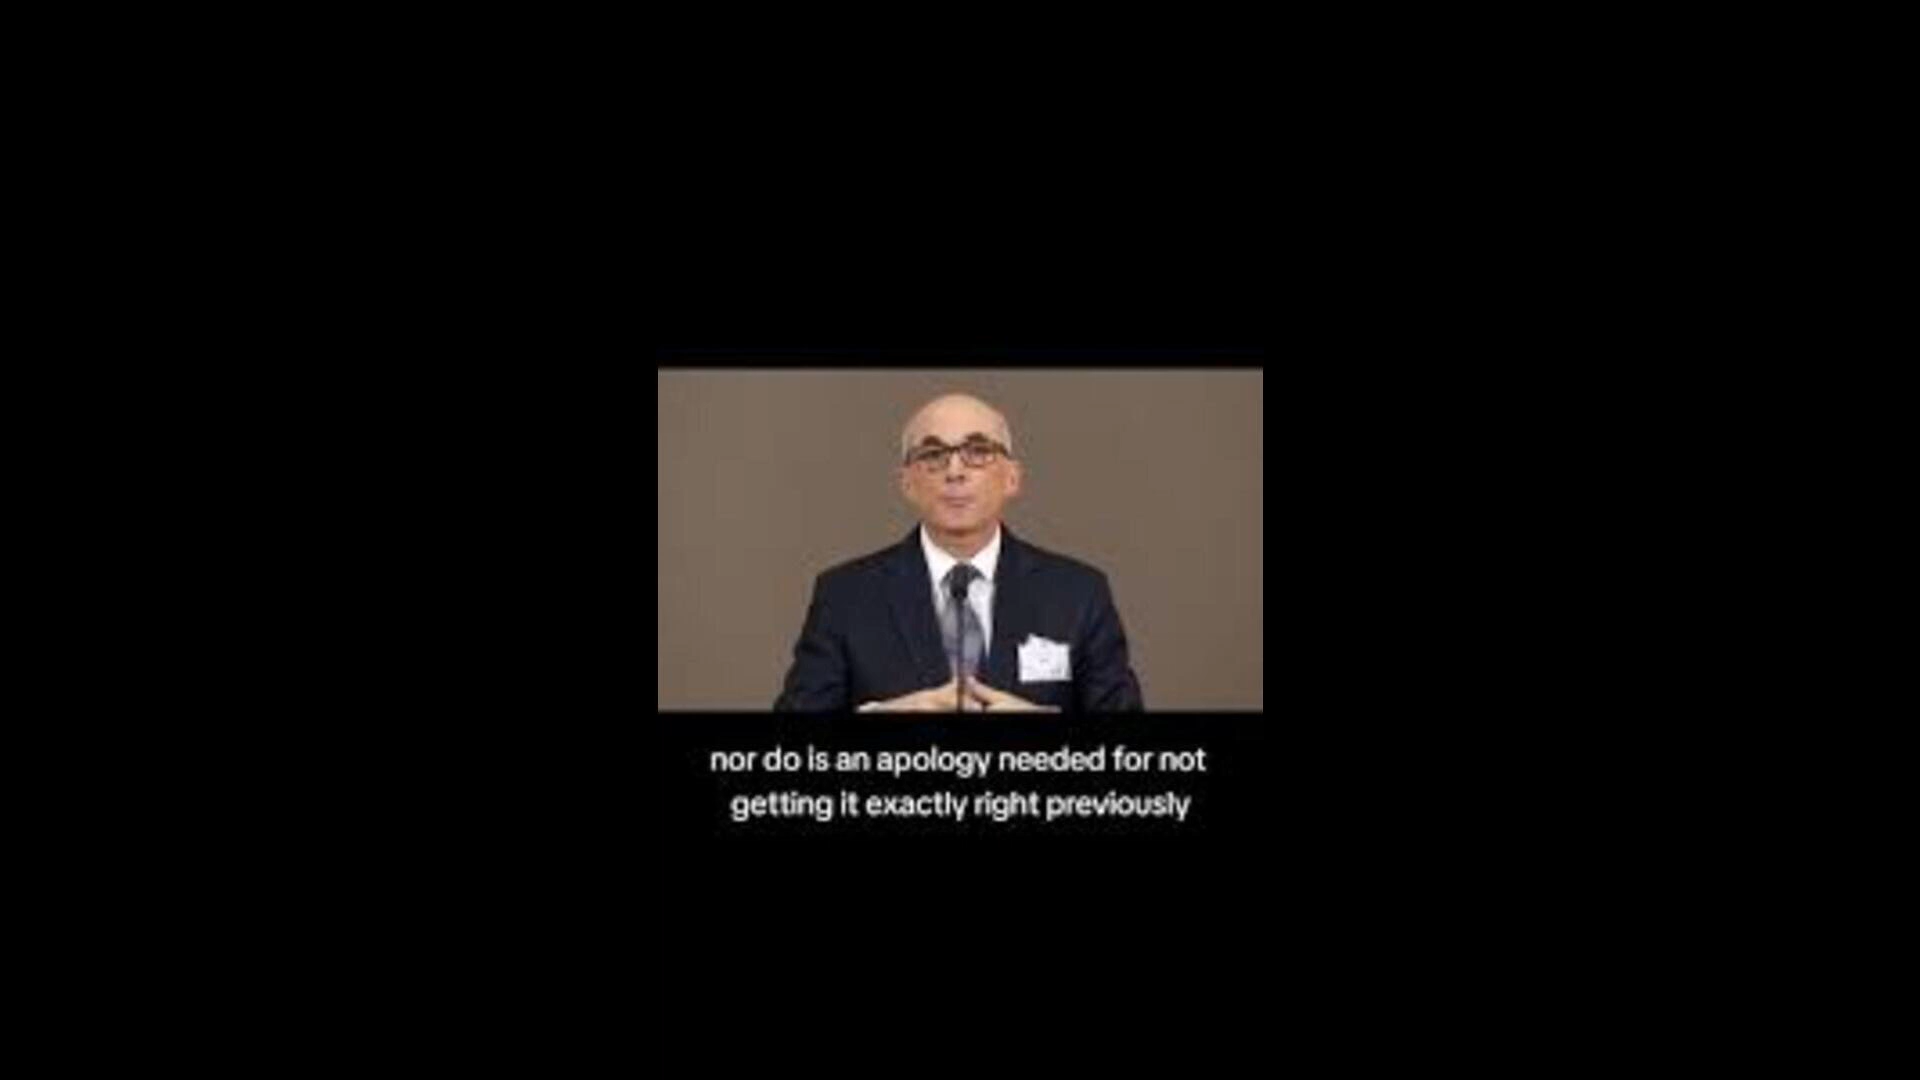 nor do is an apology needed for not
getting it exactly right previously